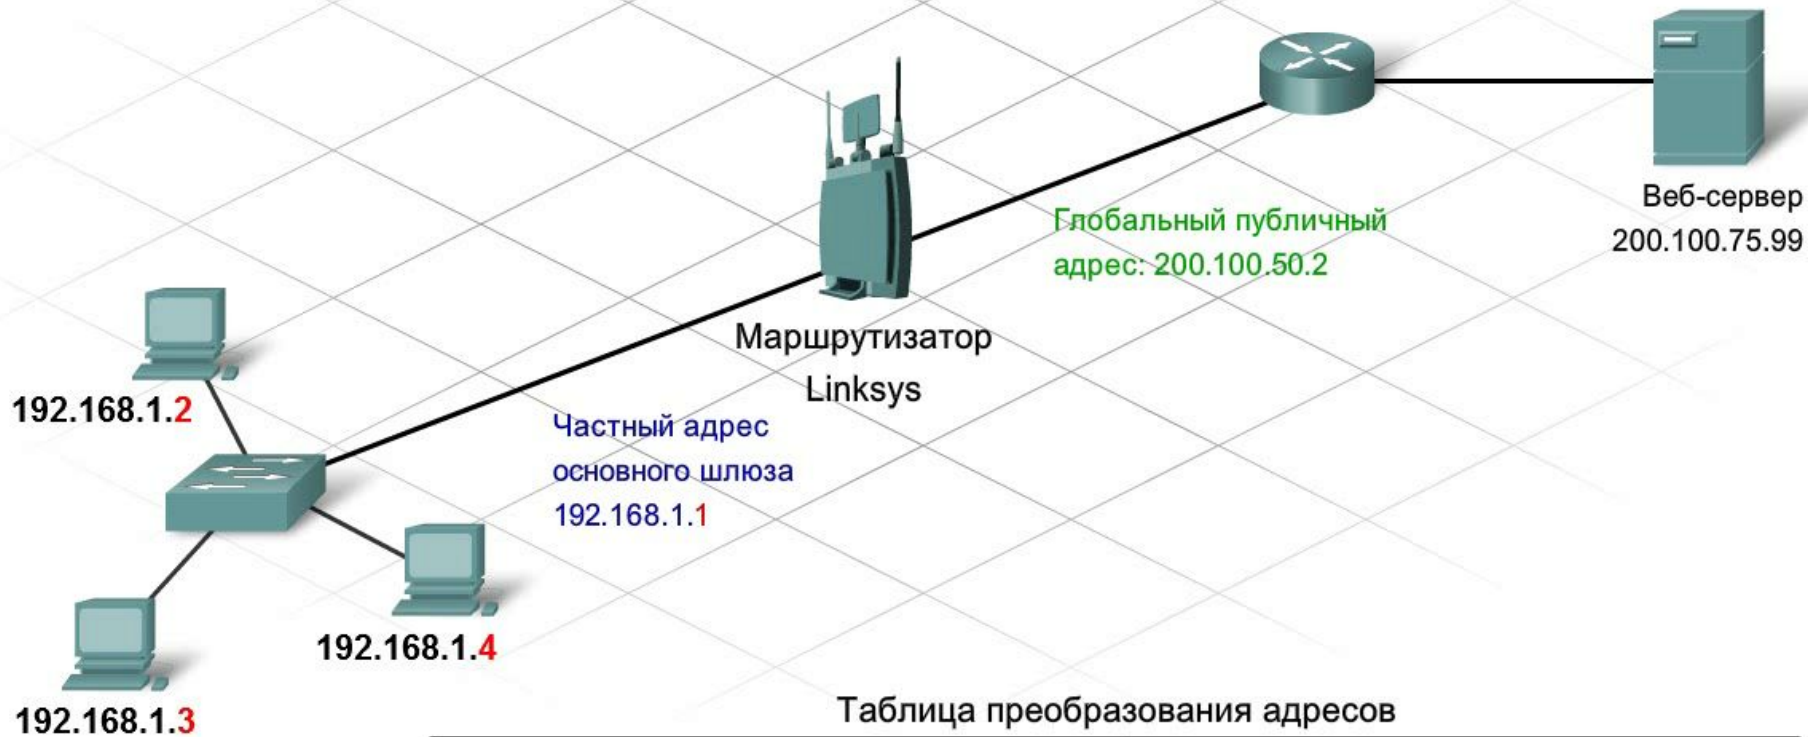 Веб-сервер
200.100.75.99
Глобальный публичный
адрес: 200.100.50.2
Маршрутизатор
Linksys
192.168.1.2
Частный адрес
основного шлюза
192.168.1.1
192.168.1.4
192.168.1.3
Таблица преобразования адресов